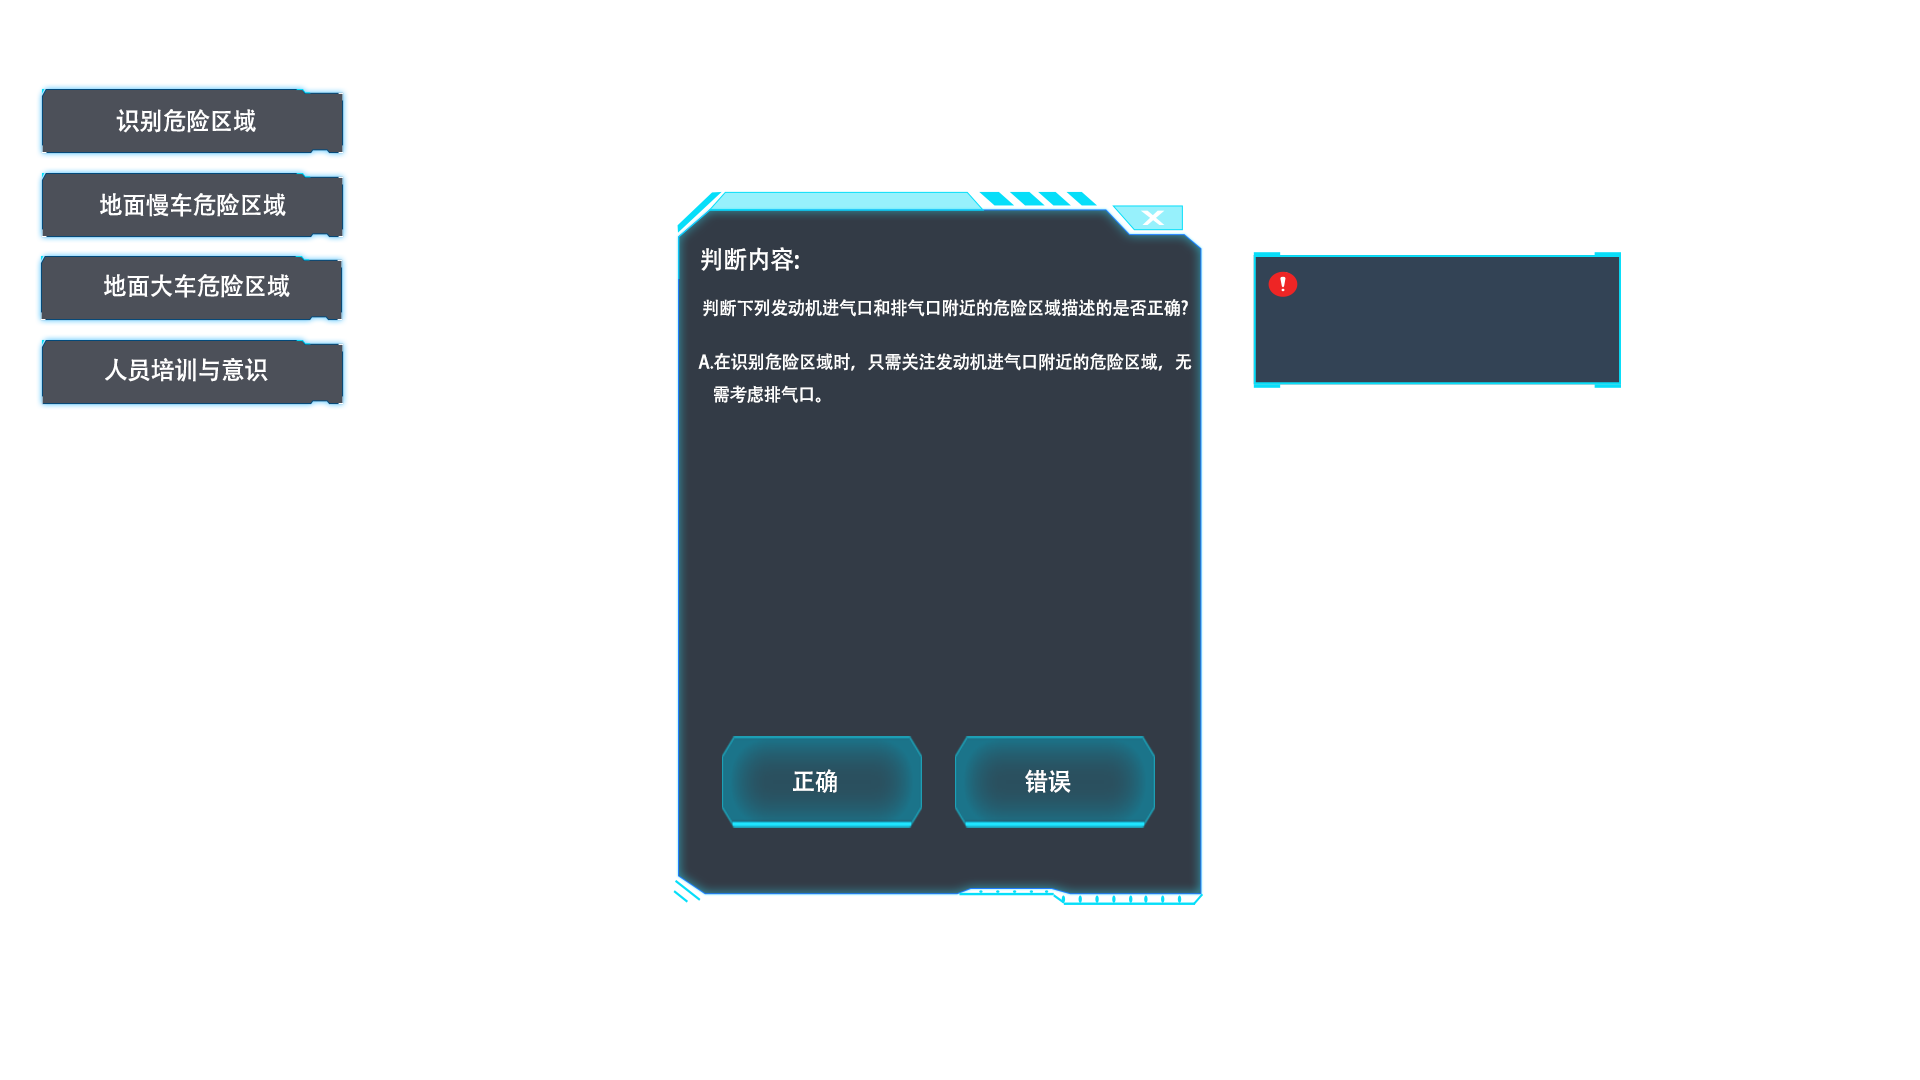 识别危险区域
地面慢车危险区域
地面大车危险区域
人员培训与意识
判断内容:
判断下列发动机进气口和排气口附近的危险区域描述的是否正确?
A.在识别危险区域时，只需关注发动机进气口附近的危险区域，无
需考虑排气口。
正确
错误